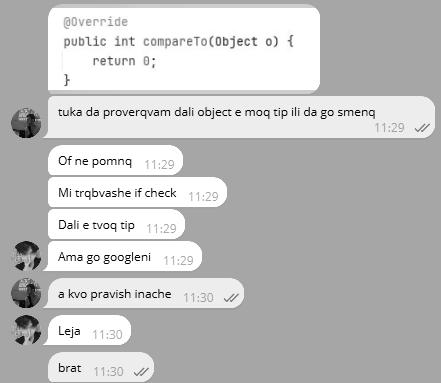 @Override
public int compareTo(Object o) {
return 0;
}
tuka da proverqvam dali object e moq tip ili da go smenq
11:29
Of ne pomnq 11:29
Mi trqbvashe if check 11:29
Dali e tvoq tip 11:29
Ama go googleni 11:29
a kvo pravish inache 11:30
Leja 11:30
brat 11:30